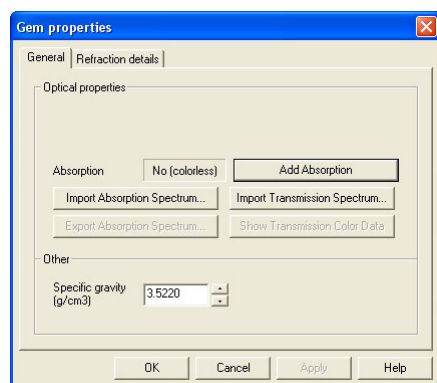 Gem properties
General Refraction details
Optical properties
Absorption No (colorless) Add Absorption
Import Absorption Spectrum... Import Transmission Spectrum...
Export Absorption Spectrum... Show Transmission Color Data
Other
Specific gravity
(g/cm3) 3.5220
OK Cancel Apply Help